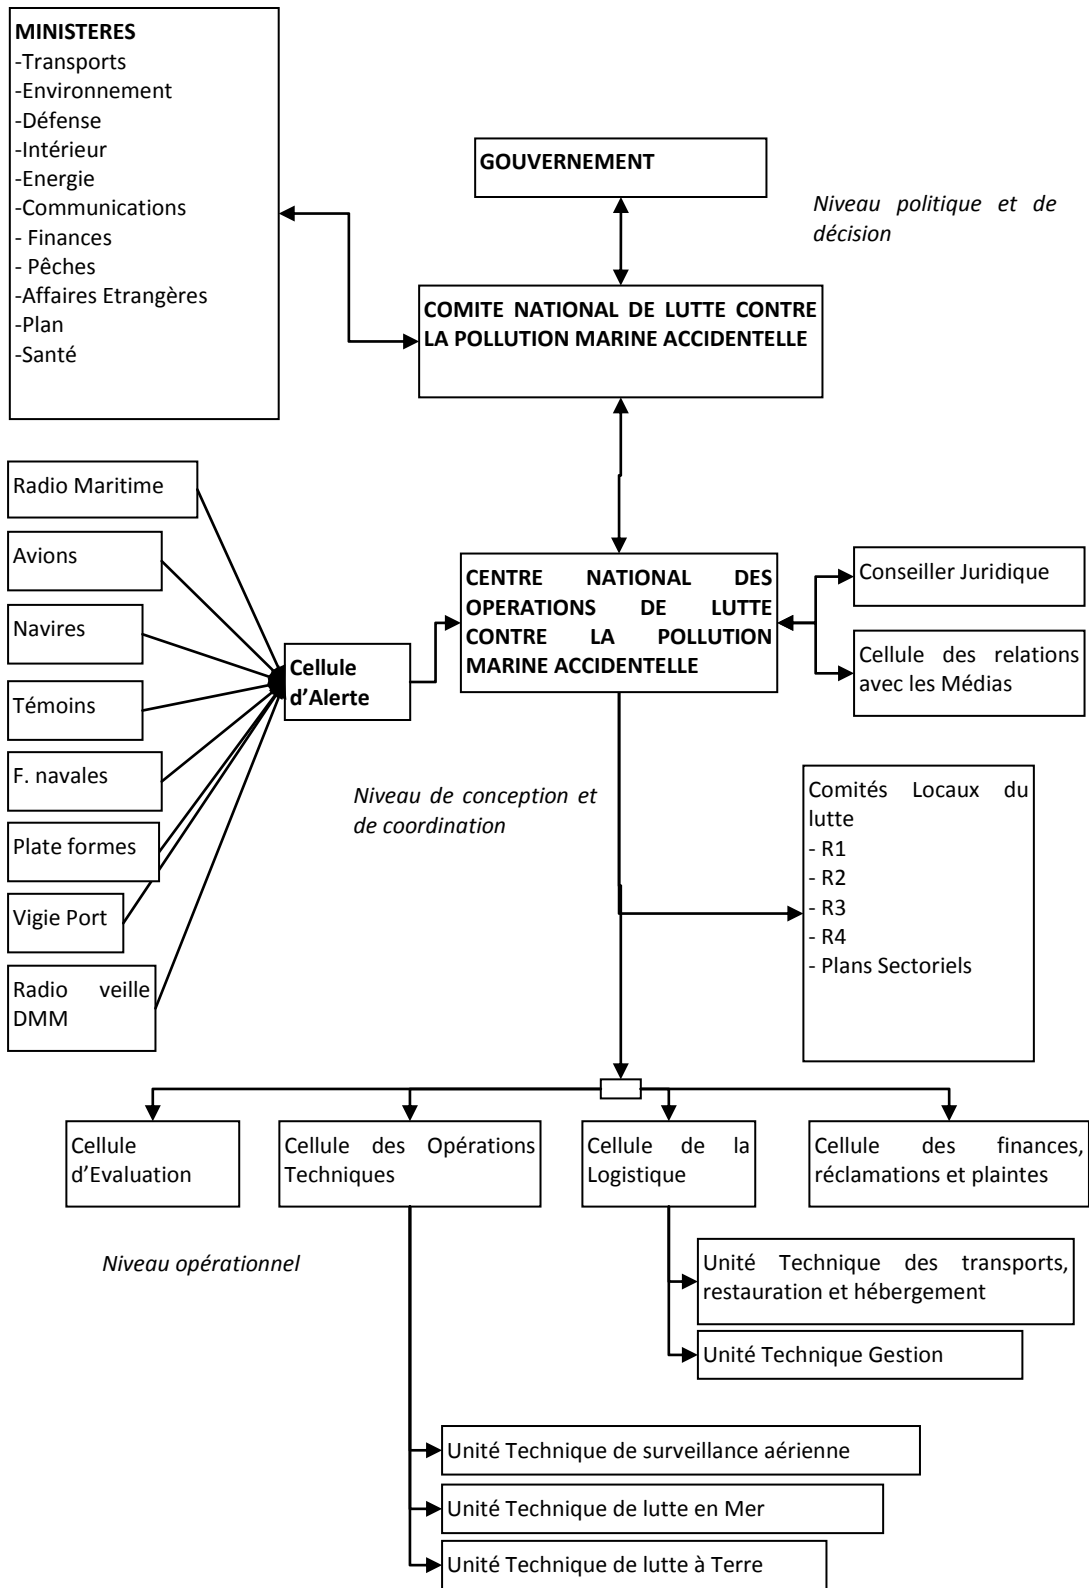 MINISTERES
-Transports
-Environnement
-Défense
-Intérieur
-Energie
-Communications
- Finances
- Pêches
-Affaires Etrangères
-Plan
-Santé
GOUVERNEMENT
Niveau politique et de
décision
COMITE NATIONAL DE LUTTE CONTRE
LA POLLUTION MARINE ACCIDENTELLE
Radio Maritime
Avions
Navires
Témoins
F. navales
Plate formes
Vigie Port
Radio veille
DMM
Cellule
d’Alerte
CENTRE NATIONAL DES
OPERATIONS DE LUTTE
CONTRE LA POLLUTION
MARINE ACCIDENTELLE
Conseiller Juridique
Cellule des relations
avec les Médias
Niveau de conception et
de coordination
Comités Locaux du
lutte
- R1
- R2
- R3
- R4
- Plans Sectoriels
Cellule
d’Evaluation
Cellule des Opérations
Techniques
Cellule de la
Logistique
Cellule des finances,
réclamations et plaintes
Niveau opérationnel
Unité Technique des transports,
restauration et hébergement
Unité Technique Gestion
Unité Technique de surveillance aérienne
Unité Technique de lutte en Mer
Unité Technique de lutte à Terre